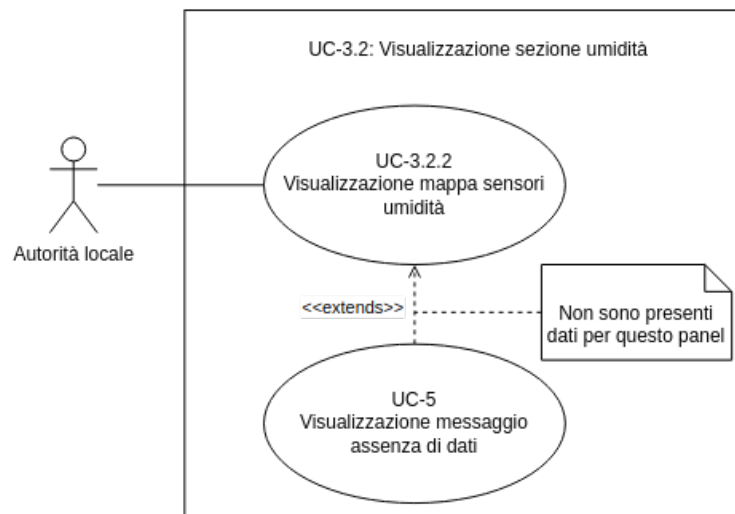 UC-3.2: Visualizzazione sezione umidità
UC-3.2.2
Visualizzazione mappa sensori
umidità
Autorità locale
<<extends>>
Non sono presenti
dati per questo panel
UC-5
Visualizzazione messaggio
assenza di dati